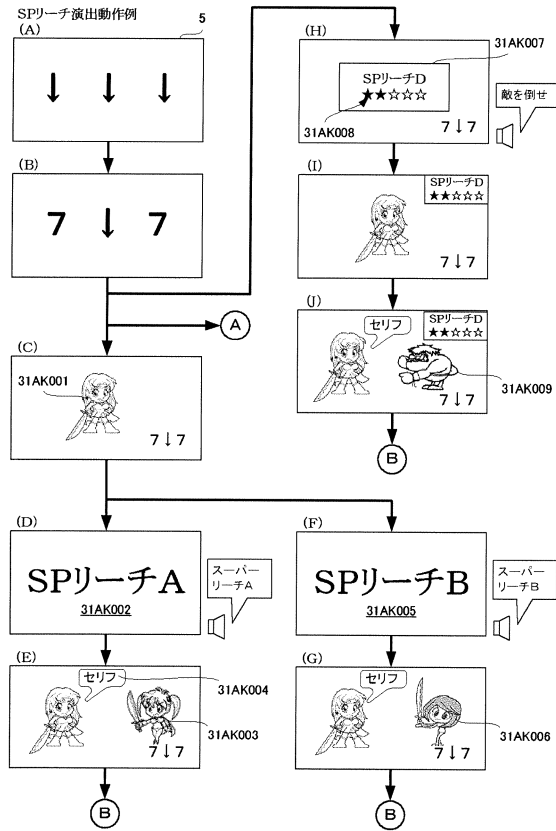 SPリーチ演出動作例
5
(A)
↓ ↓ ↓
(B)
7 ↓ 7
A
(C)
31AK001
7↓7
(D)
SPリーチA
31AK002
スーパー
リーチA
(E)
セリフ
31AK004
31AK003
7↓7
B
(F)
SPリーチB
31AK005
スーパー
リーチB
(G)
セリフ
31AK006
7↓7
B
(H)
31AK007
SPリーチD
★★☆☆☆
31AK008
7↓7
敵を倒せ
(I)
SPリーチD
★★☆☆☆
7↓7
(J)
セリフ
SPリーチD
★★☆☆☆
31AK009
7↓7
B